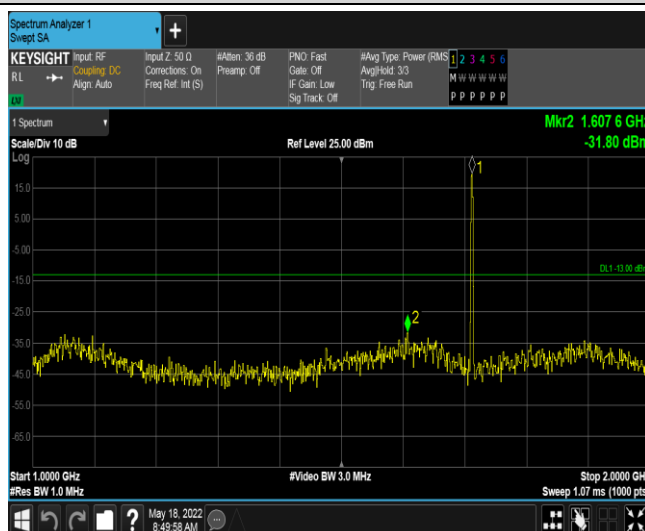 Spectrum Analyzer 1
Swept SA
KEYSIGHT
RL
LXI
Input: RF
Coupling: DC
Align: Auto
Input Z: 50 Ω
Corrections: On
Freq Ref: Int (S)
#Atten: 36 dB
Preamp: Off
PNO: Fast
Gate: Off
IF Gain: Low
Sig Track: Off
#Avg Type: Power (RMS
Avg|Hold: 3/3
Trig: Free Run
1 2 3 4 5 6
M W W W W W
P P P P P P
1 Spectrum
Mkr2 1.607 6 GHz
Scale/Div 10 dB
Ref Level 25.00 dBm
-31.80 dBm
Log
1
15.0
5.00
-5.00
DL1 -13.00 dBm
-15.0
-25.0
2
-35.0
-45.0
-55.0
-65.0
Start 1.0000 GHz
#Video BW 3.0 MHz
Stop 2.0000 GHz
#Res BW 1.0 MHz
Sweep 1.07 ms (1000 pts
?
May 18, 2022
8:49:58 AM